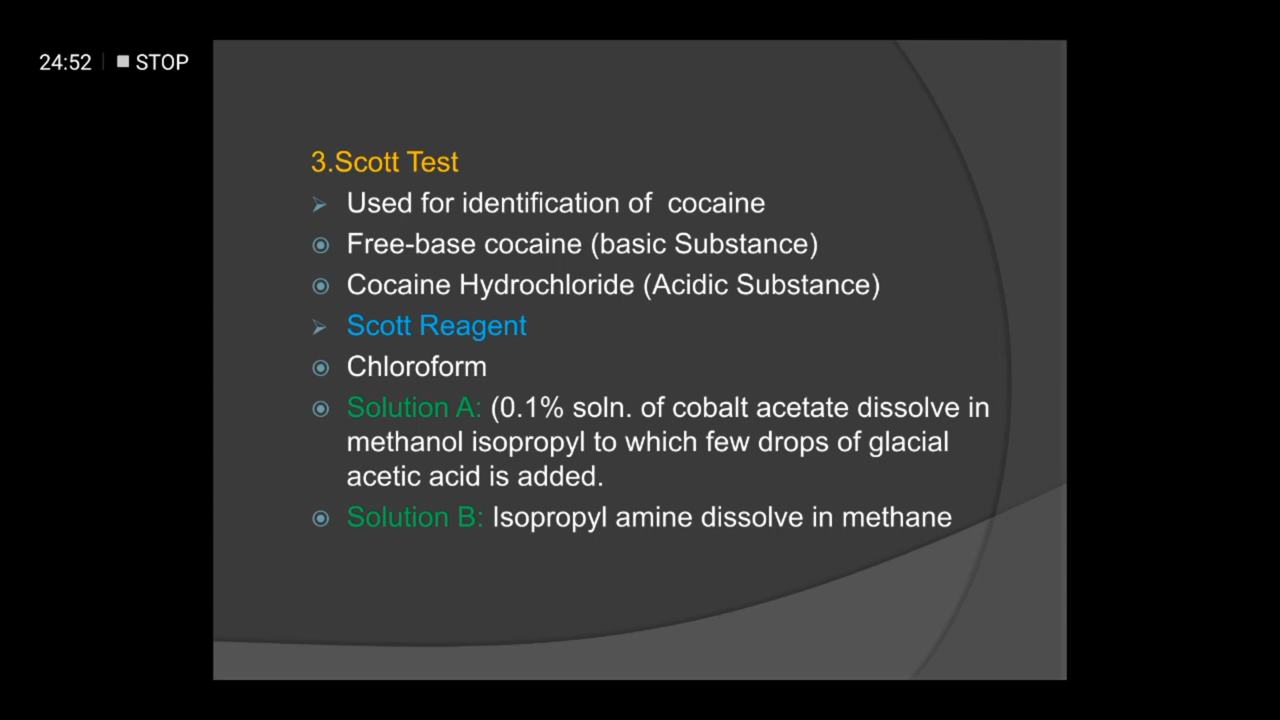 24:52 STOP
3.Scott Test
Used for identification of cocaine
Free-base cocaine (basic Substance)
Cocaine Hydrochloride (Acidic Substance)
Scott Reagent
Chloroform
Solution A: (0.1% soln. of cobalt acetate dissolve in
methanol isopropyl to which few drops of glacial
acetic acid is added.
Solution B: Isopropyl amine dissolve in methane